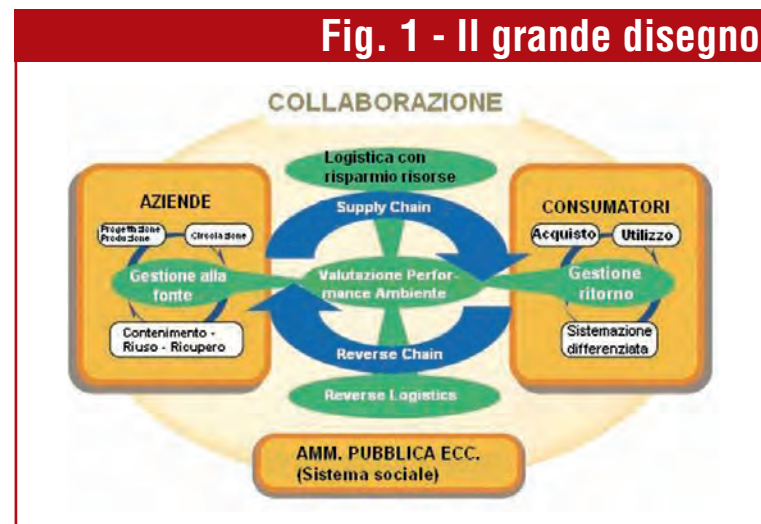 Fig. 1 - Il grande disegno
COLLABORAZIONE
Logistica con
risparmio risorse
AZIENDE
Progettazione
Produzione
Circolazione
Gestione alla
fonte
Contenimento -
Riuso - Ricupero
Supply Chain
Valutazione Perfor-
mance Ambiente
Reverse Chain
Reverse Logistics
CONSUMATORI
Acquisto
Utilizzo
Gestione
ritorno
Sistemazione
differenziata
AMM. PUBBLICA ECC.
(Sistema sociale)